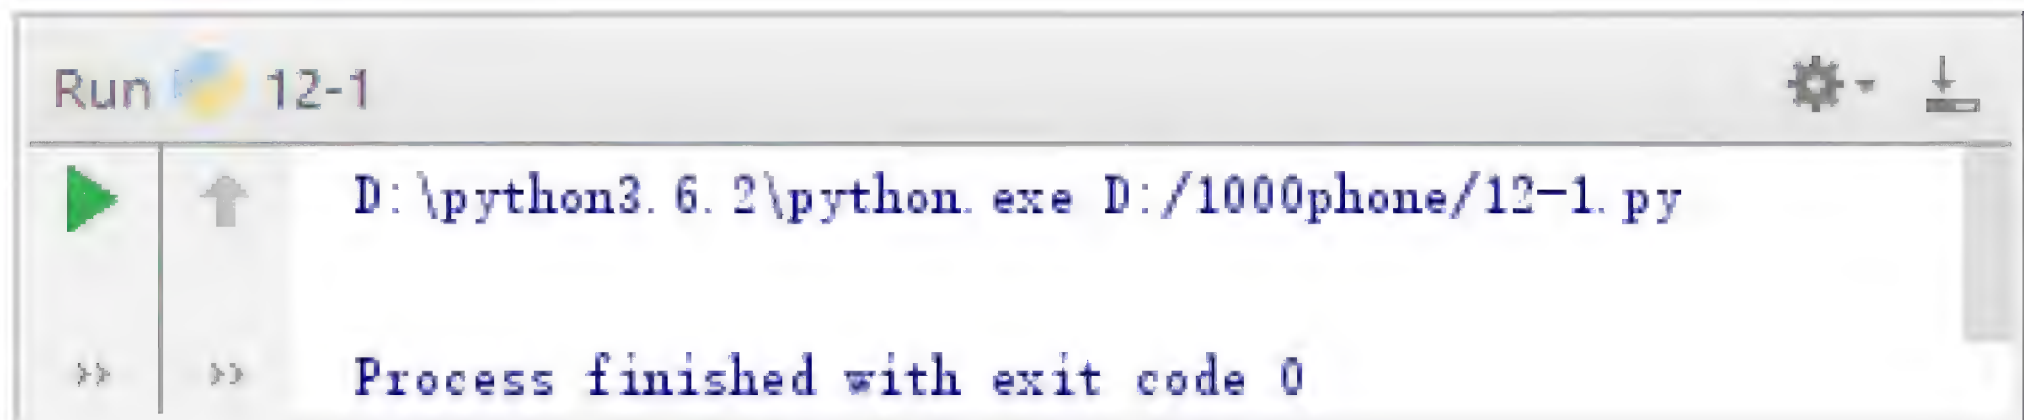 Run 12-1
D:\python3.6.2\python.exe D:/1000phone/12-1.py
Process finished with exit code 0